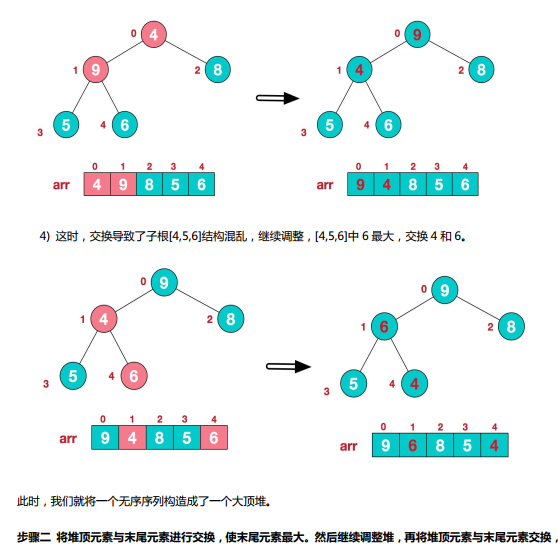 0 4
1 9 2 8
3 5 4 6
0 1 2 3 4
arr 4 9 8 5 6
0 9
1 4 2 8
3 5 4 6
0 1 2 3 4
arr 9 4 8 5 6
4) 这时，交换导致了子根[4,5,6]结构混乱，继续调整，[4,5,6]中 6 最大，交换 4 和 6。
0 9
1 4 2 8
3 5 4 6
0 1 2 3 4
arr 9 4 8 5 6
0 9
1 6 2 8
3 5 4 4
0 1 2 3 4
arr 9 6 8 5 4
此时，我们就将一个无序序列构造成了一个大顶堆。
步骤二 将堆顶元素与末尾元素进行交换，使末尾元素最大。然后继续调整堆，再将堆顶元素与末尾元素交换，